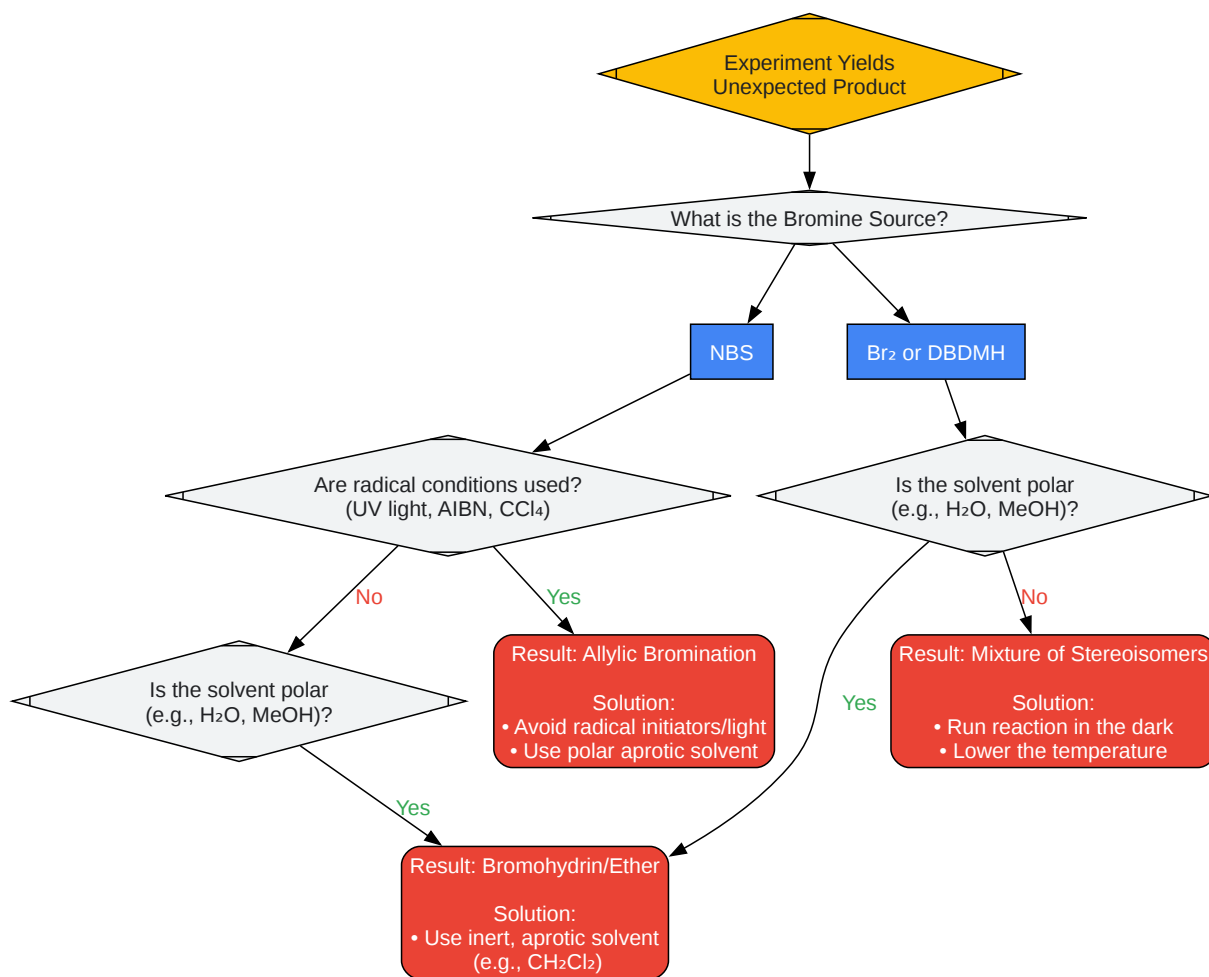 Experiment Yields
Unexpected Product
What is the Bromine Source?
NBS
Br₂ or DBDMH
Are radical conditions used?
(UV light, AIBN, CCl₄)
Is the solvent polar
(e.g., H₂O, MeOH)?
No
Yes
No
Is the solvent polar
(e.g., H₂O, MeOH)?
Result: Allylic Bromination
Solution:
• Avoid radical initiators/light
• Use polar aprotic solvent
Yes
Result: Mixture of Stereoisomers
Solution:
• Run reaction in the dark
• Lower the temperature
Yes
Result: Bromohydrin/Ether
Solution:
• Use inert, aprotic solvent
(e.g., CH₂Cl₂)